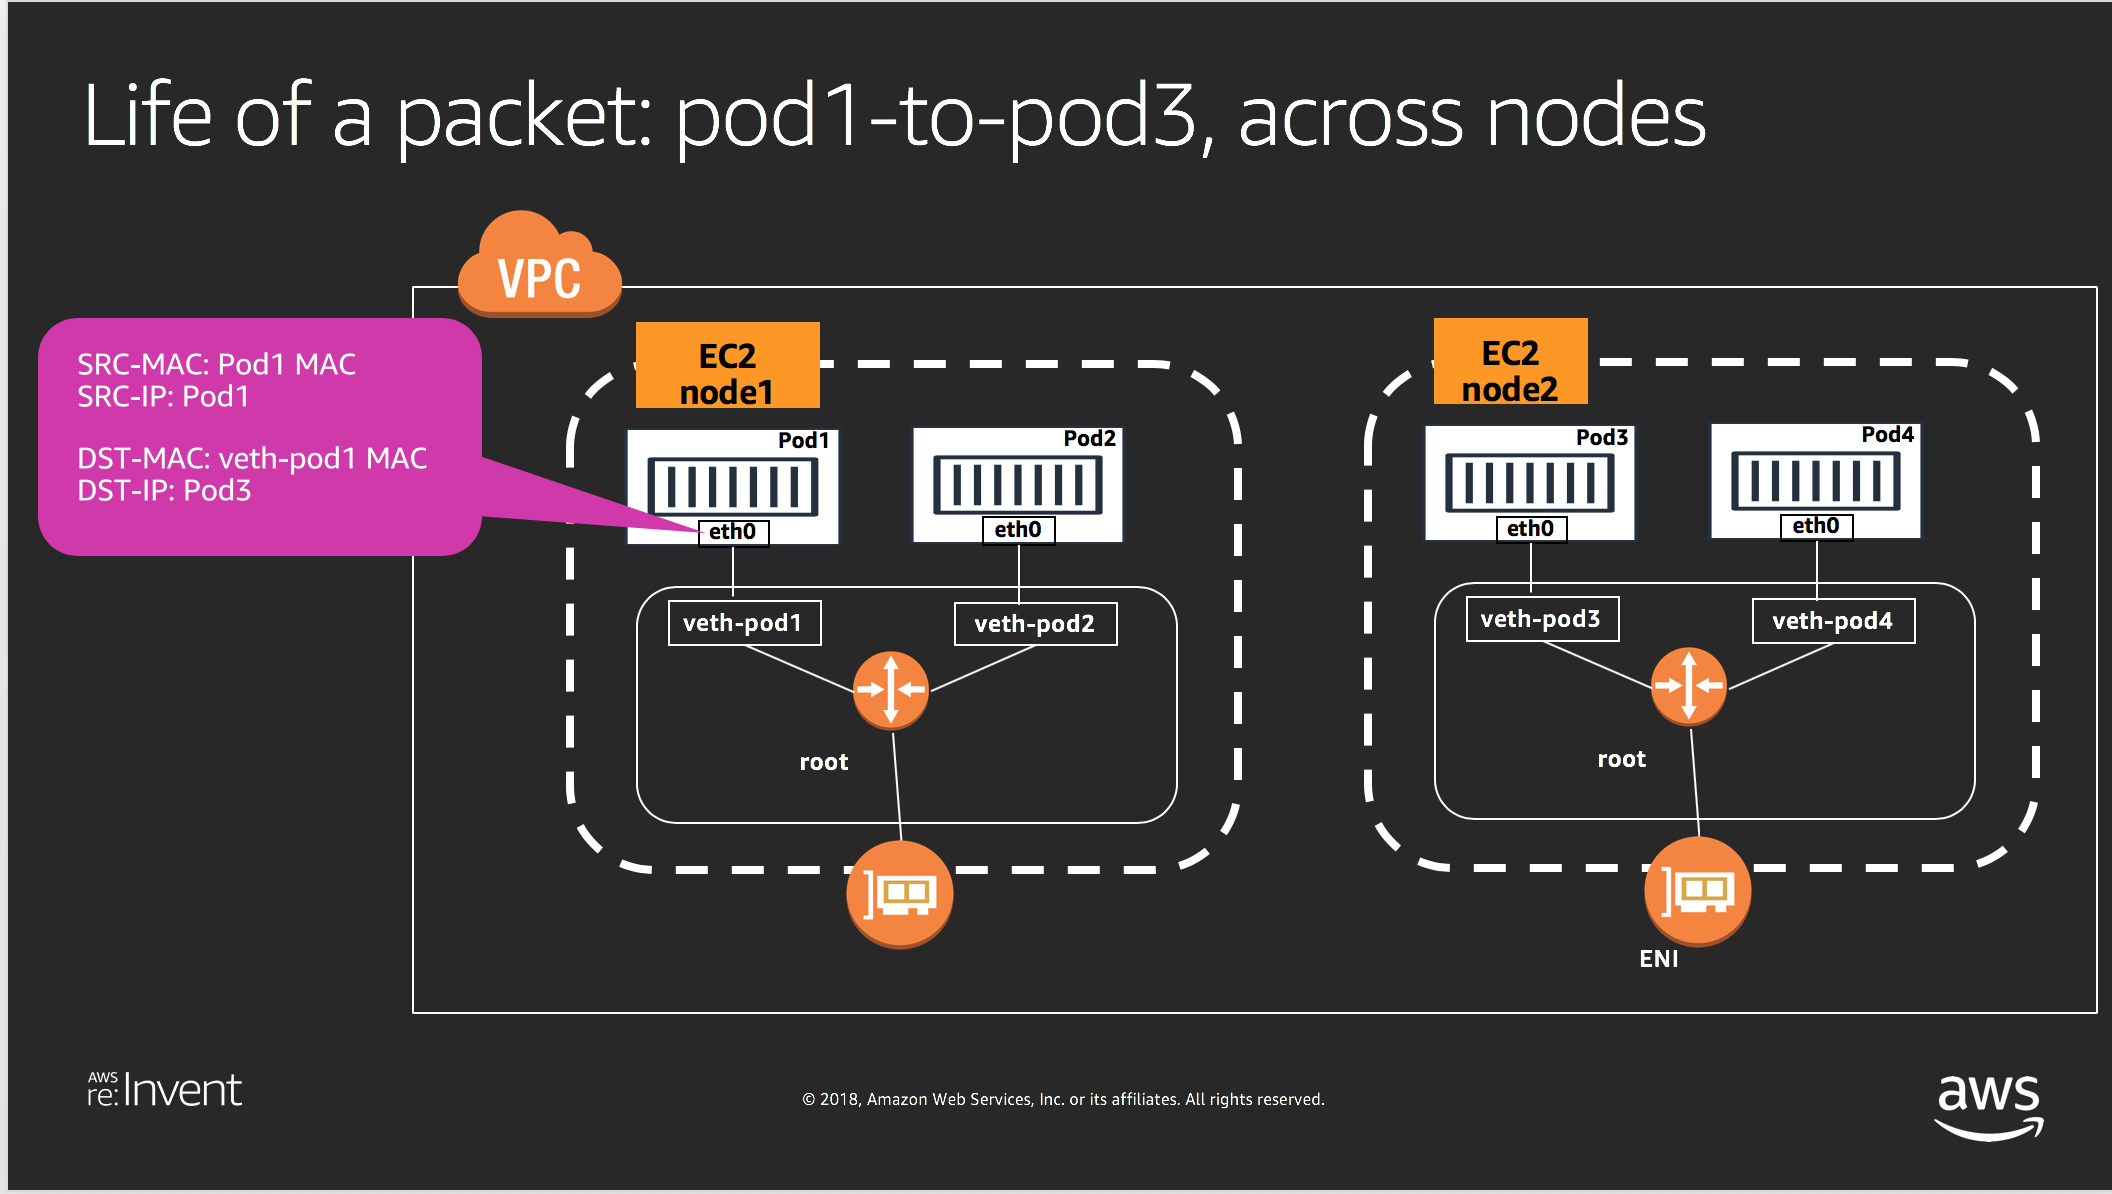 Life of a packet: pod1-to-pod3, across nodes
VPC
SRC-MAC: Pod1 MAC
SRC-IP: Pod1
DST-MAC: veth-pod1 MAC
DST-IP: Pod3
EC2
node1
Pod1
eth0
Pod2
eth0
veth-pod1
veth-pod2
root
EC2
node2
Pod3
eth0
Pod4
eth0
veth-pod3
veth-pod4
root
ENI
AWS
re:Invent
© 2018, Amazon Web Services, Inc. or its affiliates. All rights reserved.
aws